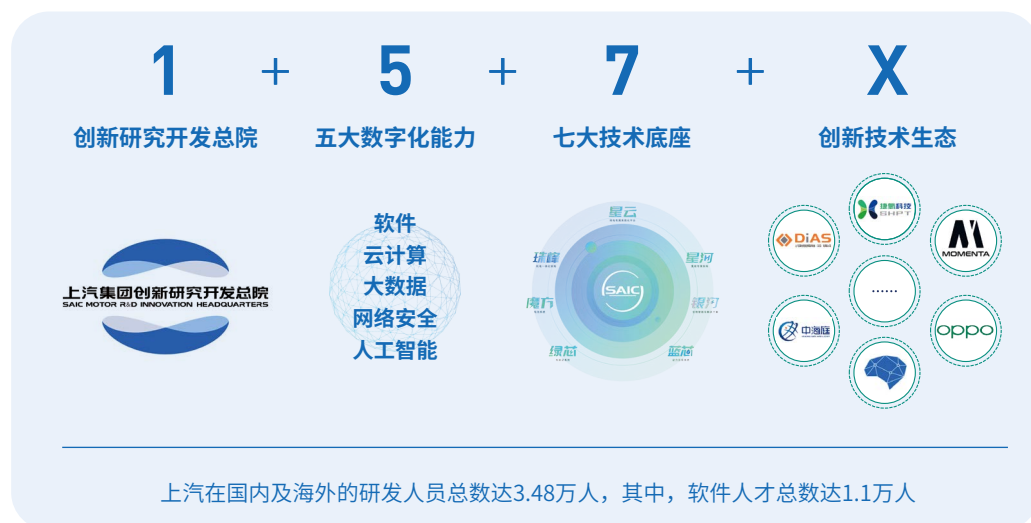 1 + 5 + 7 + X
创新研究开发总院 五大数字化能力 七大技术底座 创新技术生态
上汽集团创新研究开发总院
SAIC MOTOR R&D INNOVATION HEADQUARTERS
软件
云计算
大数据
网络安全
人工智能
星云
珠峰
星河
魔方
SAIC
银河
绿芯
蓝芯
捷氢科技
SHPT
DiAS
MOMENTA
……
中海庭
oppo
上汽在国内及海外的研发人员总数达3.48万人，其中，软件人才总数达1.1万人